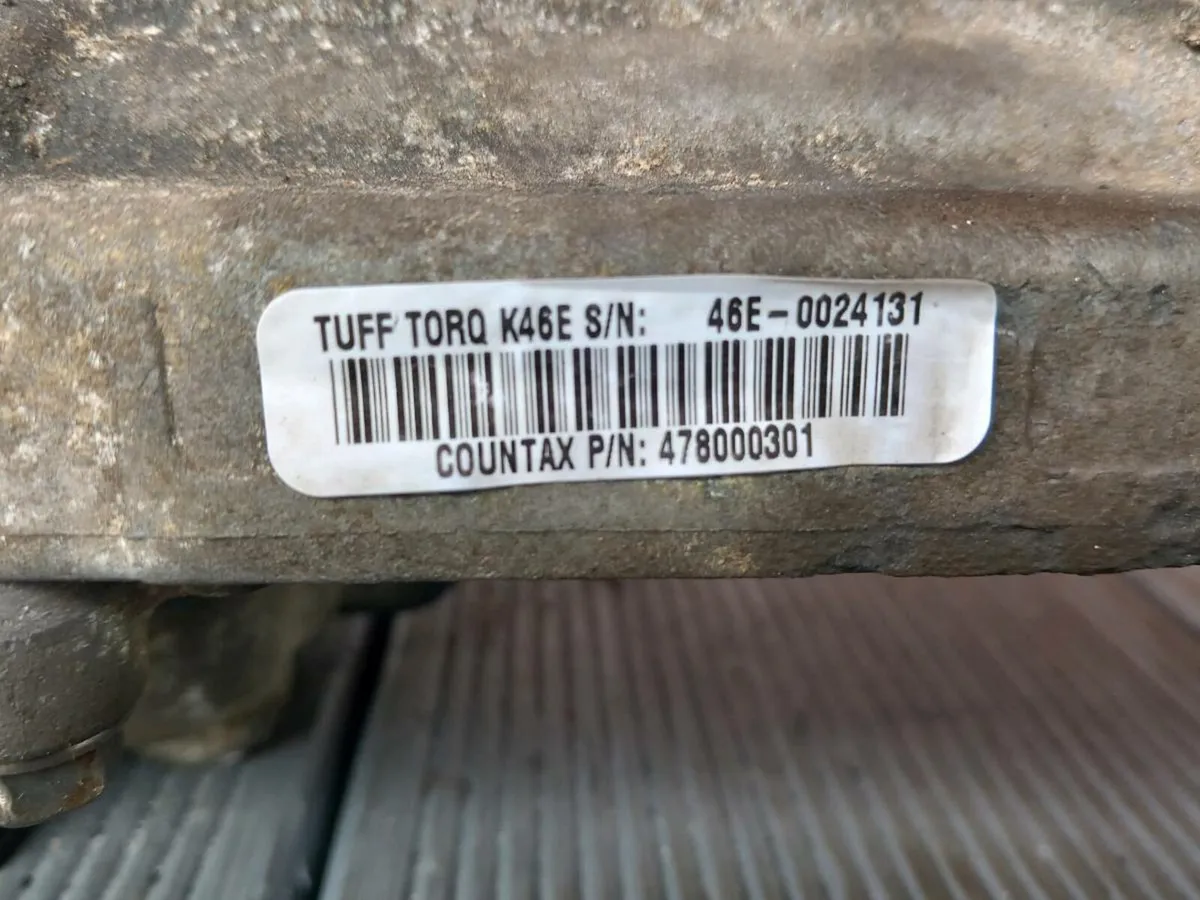 TUFF TORQ K46E S/N: 46E-0024131
COUNTAX P/N: 478000301